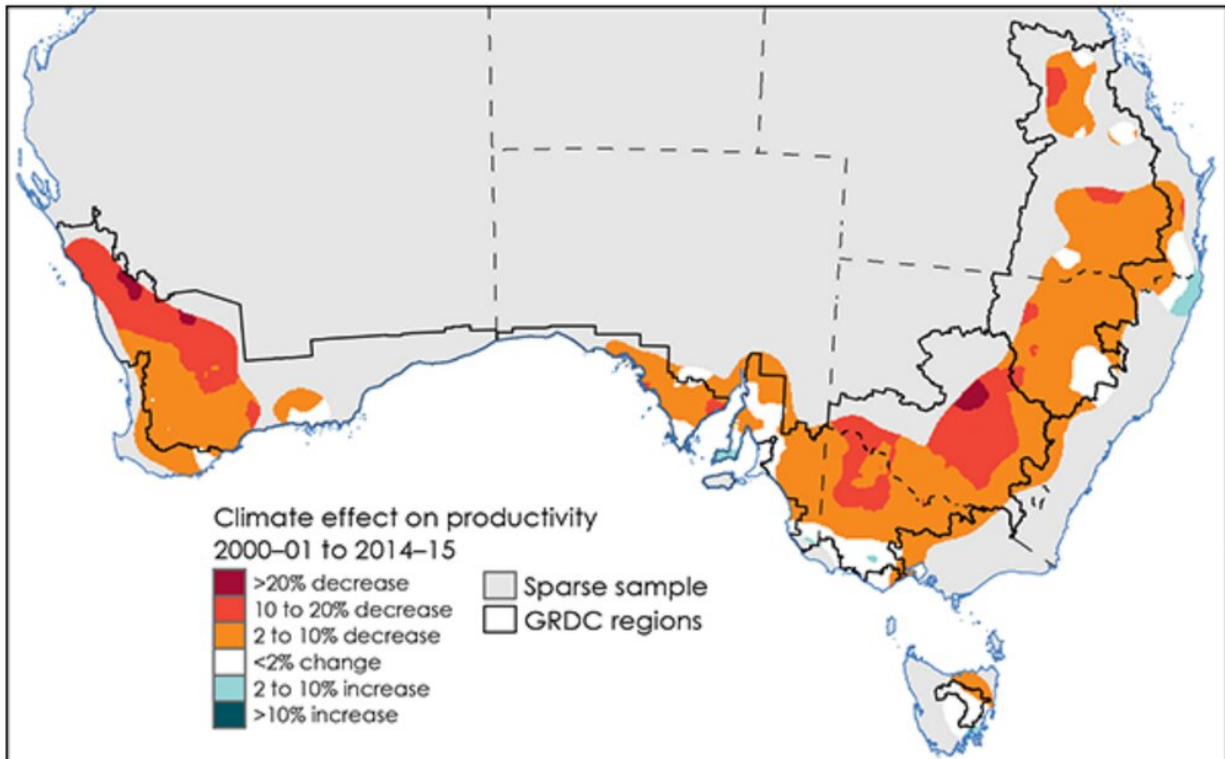 Climate effect on productivity
2000–01 to 2014–15
>20% decrease
10 to 20% decrease
2 to 10% decrease
<2% change
2 to 10% increase
>10% increase
Sparse sample
GRDC regions